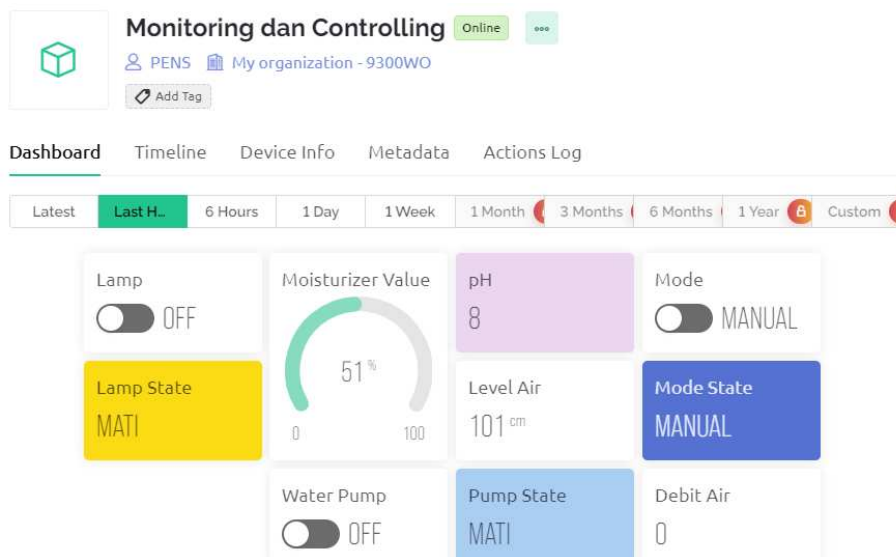 Monitoring dan Controlling Online
PENS My organization - 9300WO
Add Tag
Dashboard Timeline Device Info Metadata Actions Log
Latest Last H... 6 Hours 1 Day 1 Week 1 Month 3 Months 6 Months 1 Year Custom
Lamp
OFF
Moisturizer Value
51 %
0 100
pH
8
Mode
MANUAL
Lamp State
MATI
Level Air
101 cm
Mode State
MANUAL
Water Pump
OFF
Pump State
MATI
Debit Air
0